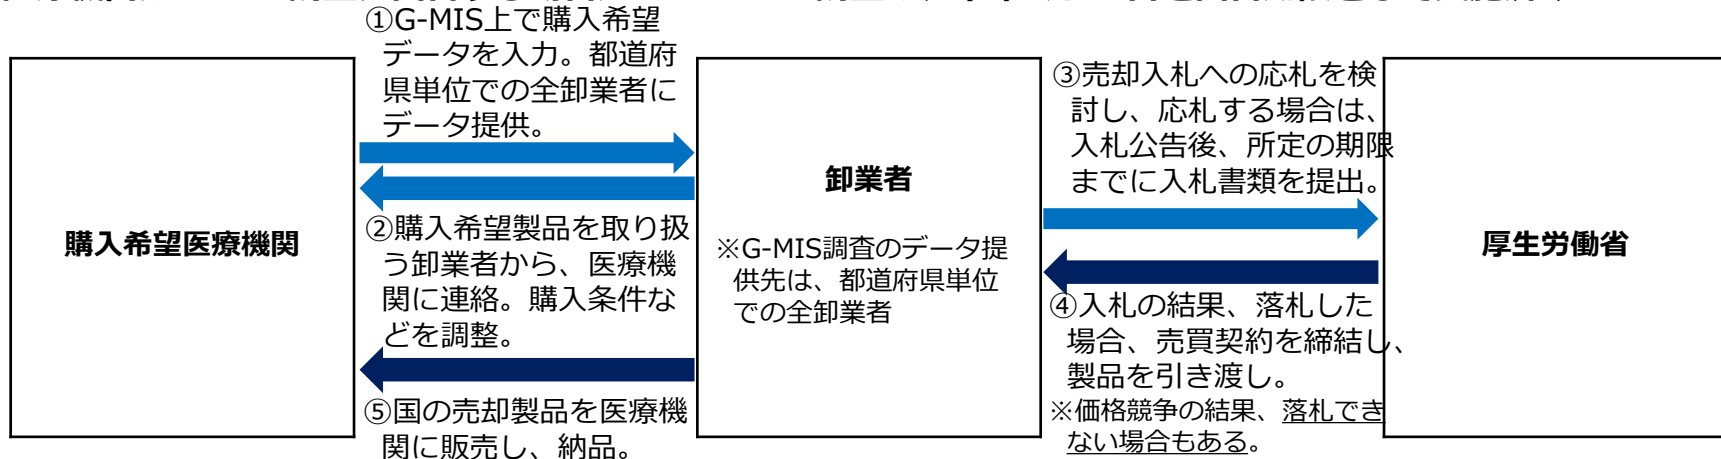 ①G-MIS上で購入希望
データを入力。都道府
県単位での全卸業者に
データ提供。
購入希望医療機関
②購入希望製品を取り扱
う卸業者から、医療機
関に連絡。購入条件な
どを調整。
⑤国の売却製品を医療機
関に販売し、納品。
卸業者
※G-MIS調査のデータ提
供先は、都道府県単位
での全卸業者
③売却入札への応札を検
討し、応札する場合は、
入札公告後、所定の期限
までに入札書類を提出。
④入札の結果、落札した
場合、売買契約を締結し、
製品を引き渡し。
※価格競争の結果、落札でき
ない場合もある。
厚生労働省